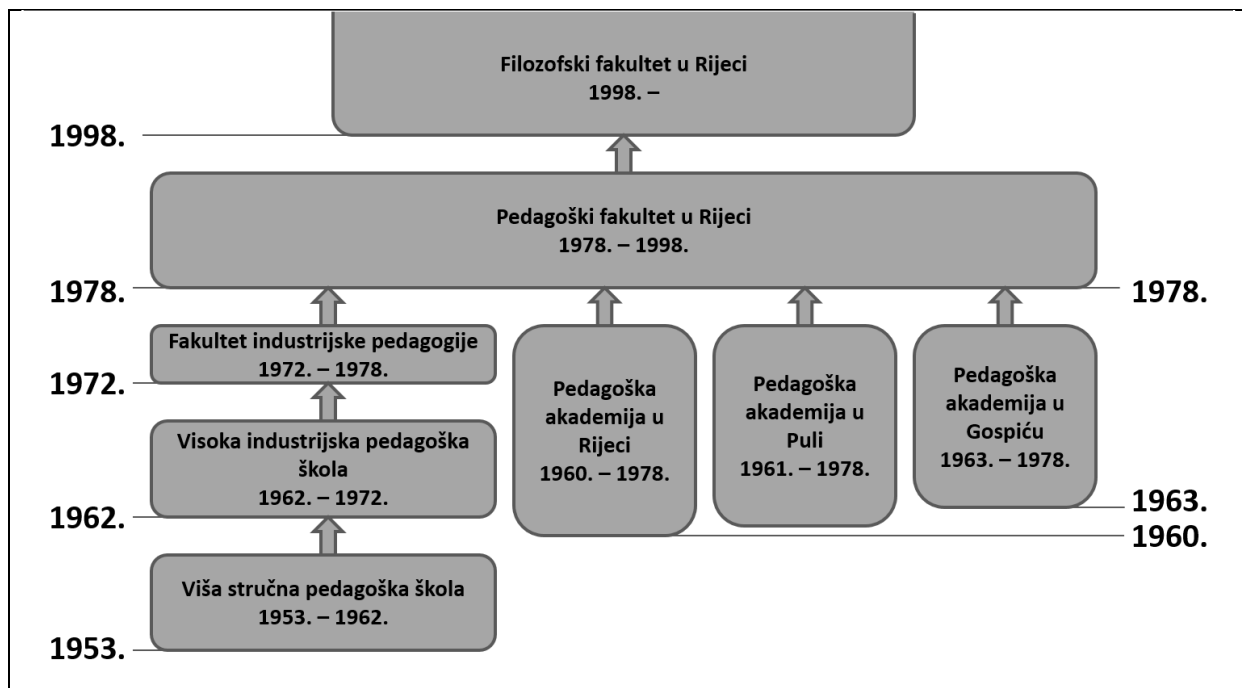 Filozofski fakultet u Rijeci
1998. –
1998.
Pedagoški fakultet u Rijeci
1978. – 1998.
1978.
1978.
Fakultet industrijske pedagogije
1972. – 1978.
1972.
Visoka industrijska pedagoška
škola
1962. – 1972.
1962.
Viša stručna pedagoška škola
1953. – 1962.
1953.
Pedagoška
akademija u
Rijeci
1960. – 1978.
Pedagoška
akademija u
Puli
1961. – 1978.
Pedagoška
akademija u
Gospiću
1963. – 1978.
1963.
1960.